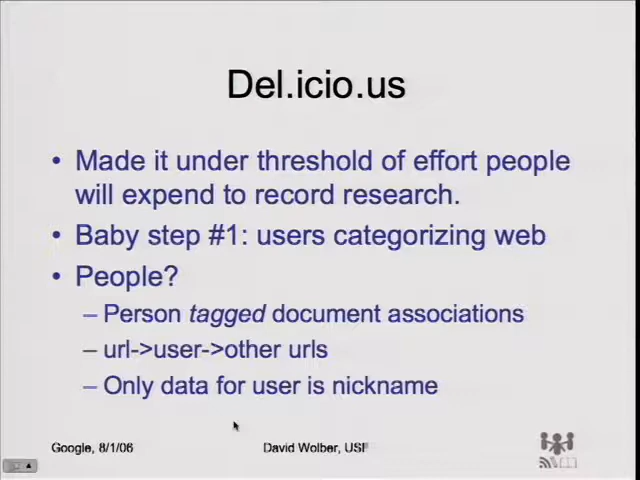 Del.icio.us
• Made it under threshold of effort people
will expend to record research.
• Baby step #1: users categorizing web
• People?
– Person tagged document associations
– url->user->other urls
– Only data for user is nickname
Google, 8/1/06
David Wolber, USF